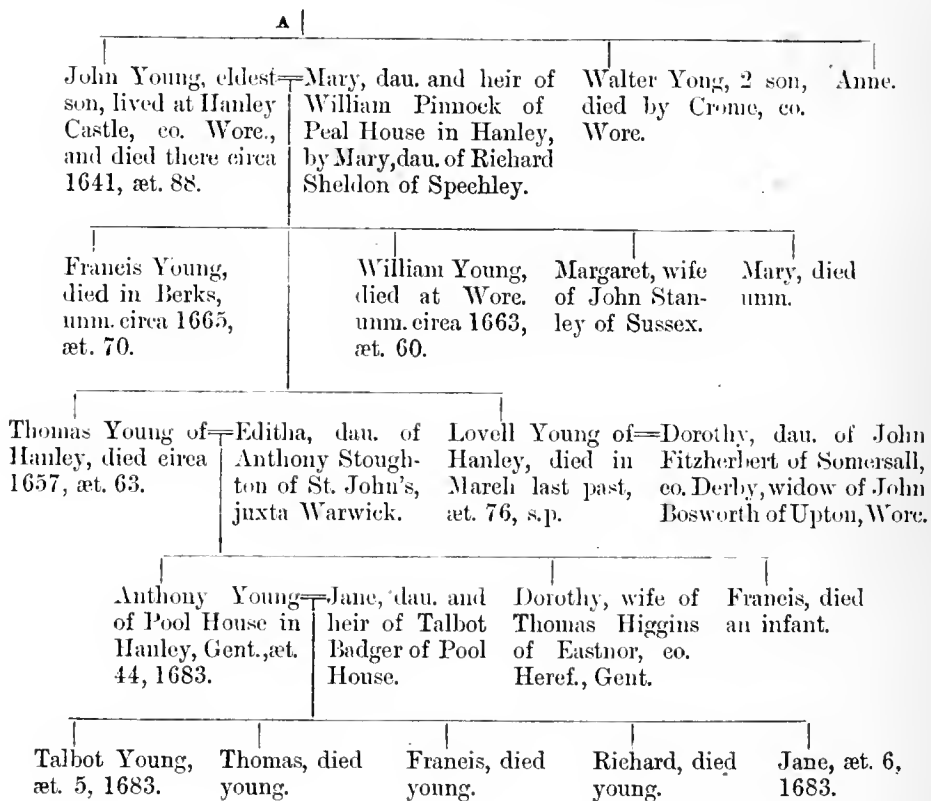 A
John Young, eldest
son, lived at Hanley
Castle, co. Worc.,
and died there circa
1641, æt. 88.
Mary, dau. and heir of
William Pinnock of
Peal House in Hanley,
by Mary, dau. of Richard
Sheldon of Spechley.
Walter Yong, 2 son,
died by Crome, co.
Worc.
Anne.
Francis Young,
died in Berks,
unm. circa 1665,
æt. 70.
William Young,
died at Worc.
unm. circa 1663,
æt. 60.
Margaret, wife
of John Stan-
ley of Sussex.
Mary, died
unm.
Thomas Young of
Hanley, died circa
1657, æt. 63.
Editha, dau. of
Anthony Stough-
ton of St. John's,
juxta Warwick.
Lovell Young of
Hanley, died in
March last past,
æt. 76, s.p.
Dorothy, dau. of John
Fitzherbert of Somersall,
co. Derby, widow of John
Bosworth of Upton, Worc.
Anthony Young
of Pool House in
Hanley, Gent., æt.
44, 1683.
Jane, dau. and
heir of Talbot
Badger of Pool
House.
Dorothy, wife of
Thomas Higgins
of Eastnor, co.
Heref., Gent.
Francis, died
an infant.
Talbot Young,
æt. 5, 1683.
Thomas, died
young.
Francis, died
young.
Richard, died
young.
Jane, æt. 6,
1683.